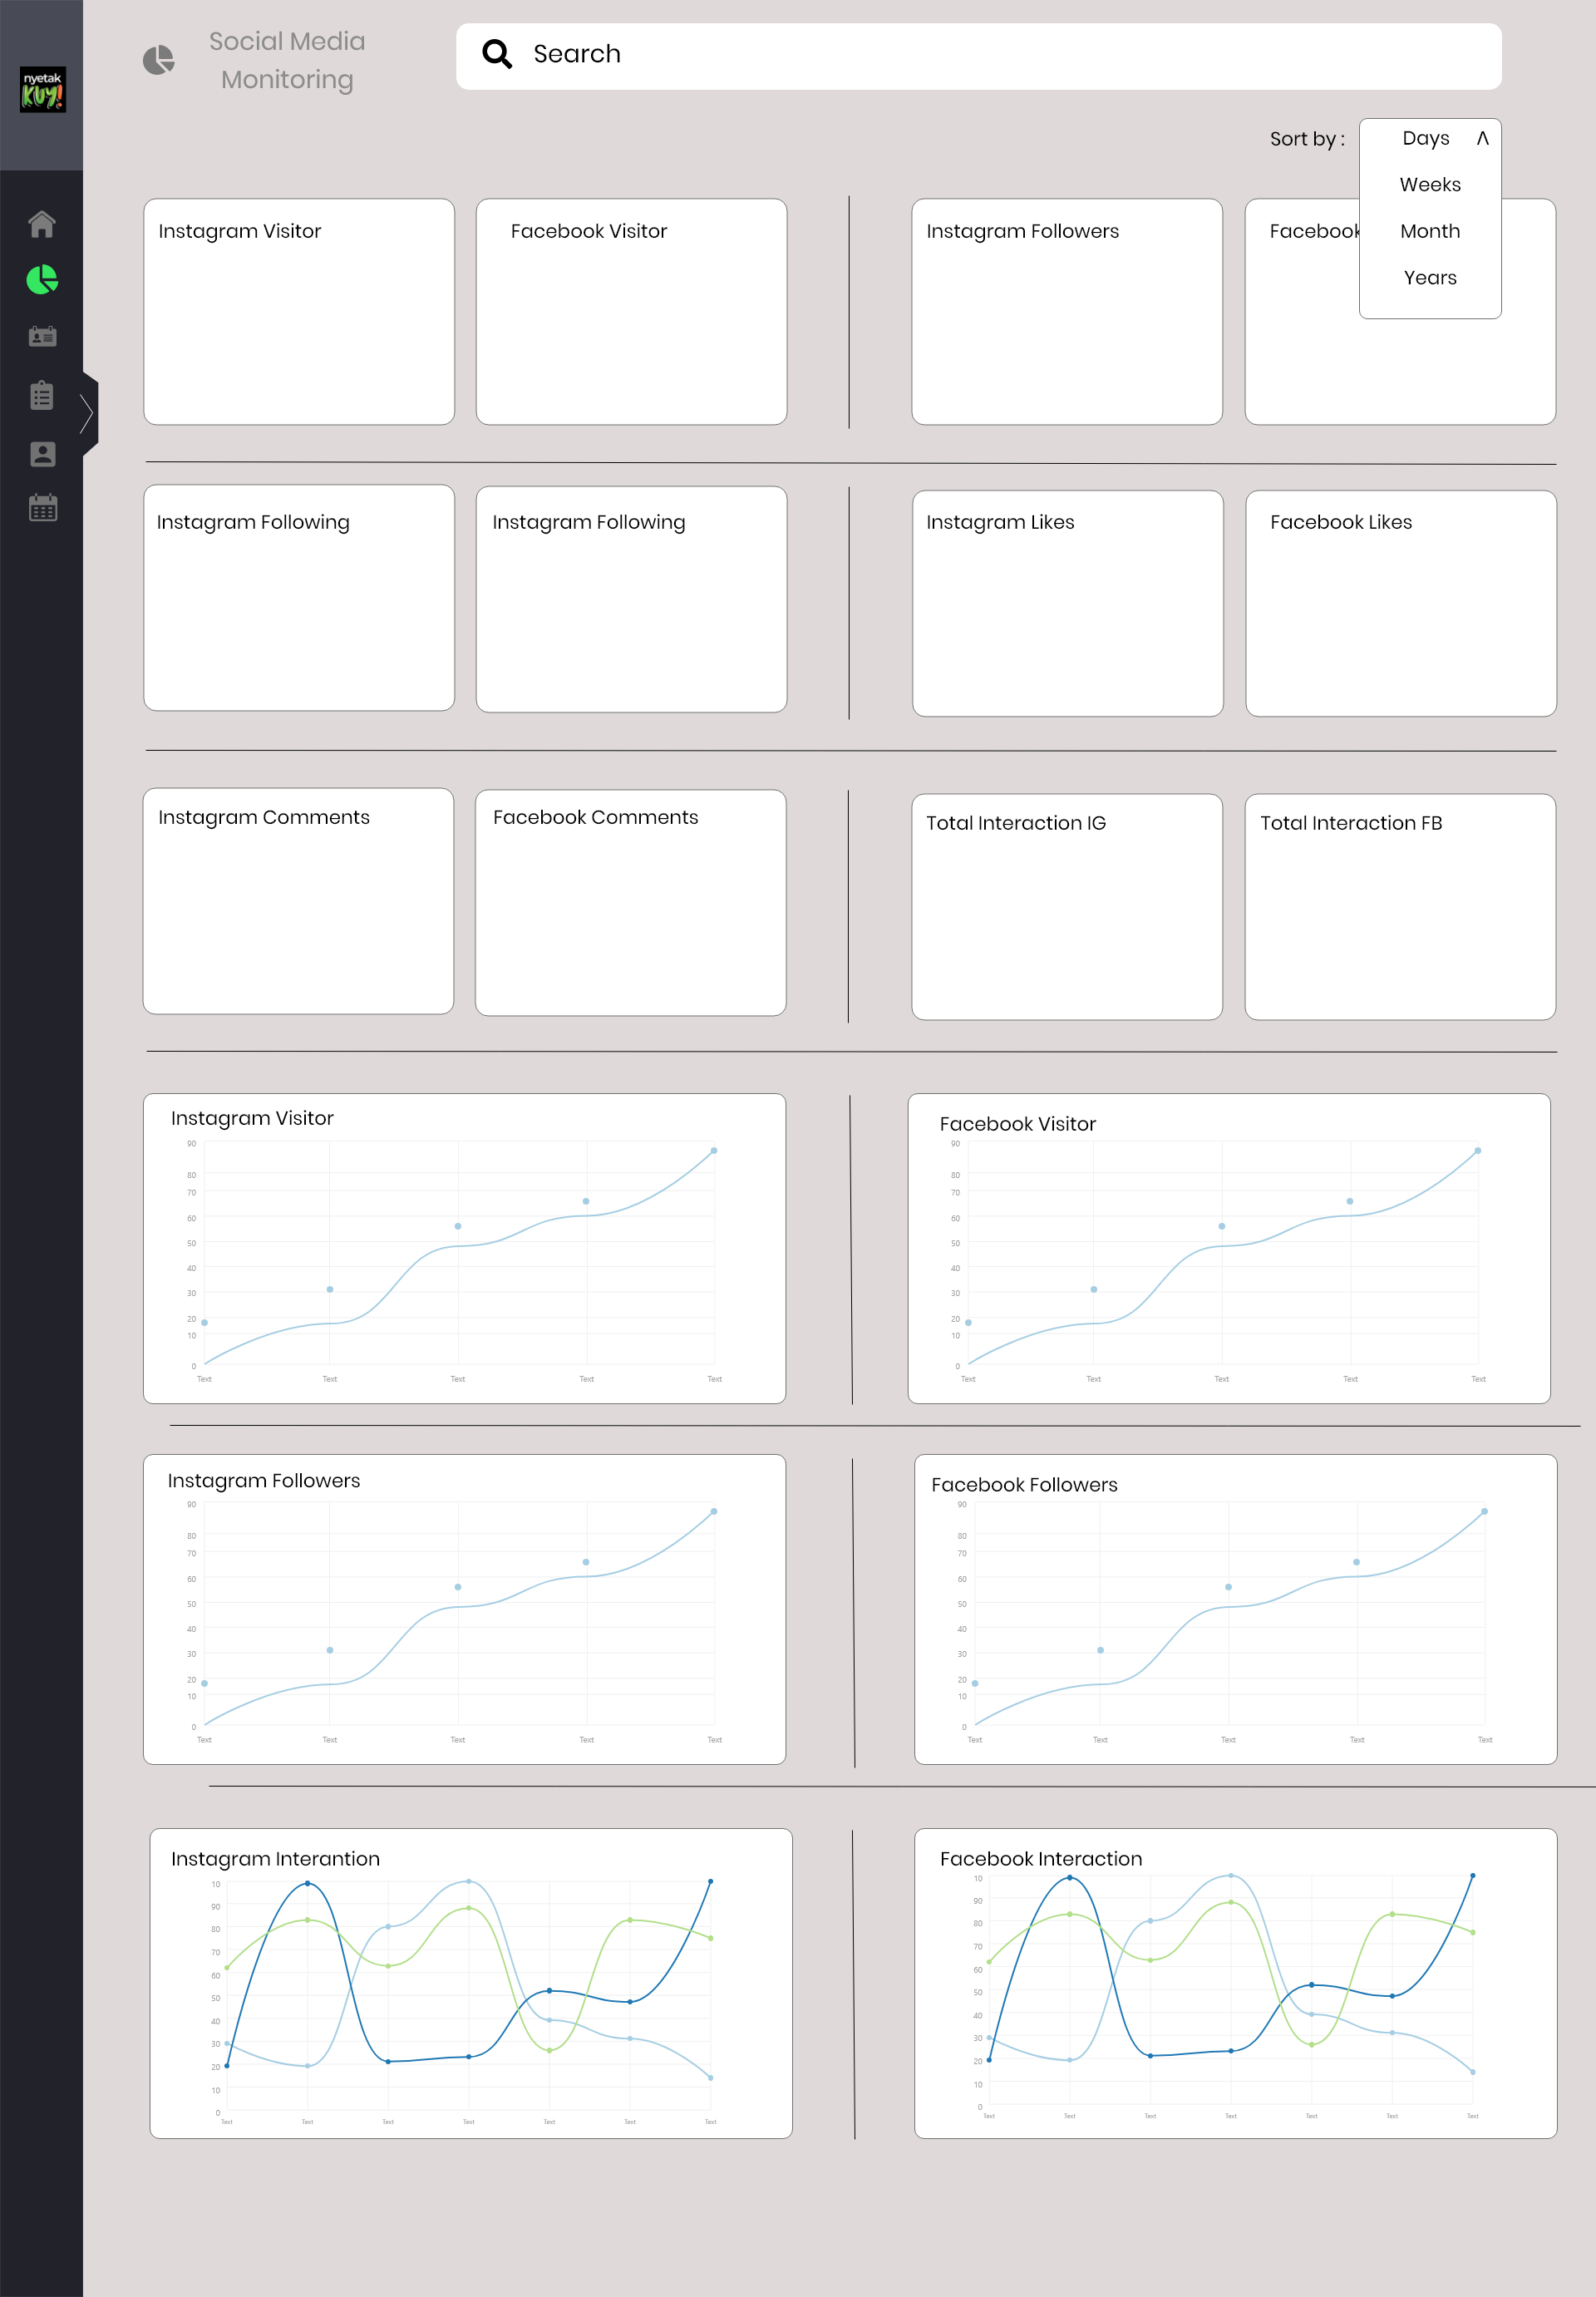 nyetak
KUY!
Social Media
Monitoring
Search
Sort by :
Days Λ
Weeks
Month
Years
Instagram Visitor
Facebook Visitor
Instagram Followers
Facebook
Instagram Following
Instagram Following
Instagram Likes
Facebook Likes
Instagram Comments
Facebook Comments
Total Interaction IG
Total Interaction FB
Instagram Visitor
90
80
70
60
50
40
30
20
10
0
Text Text Text Text Text
Facebook Visitor
90
80
70
60
50
40
30
20
10
0
Text Text Text Text Text
Instagram Followers
90
80
70
60
50
40
30
20
10
0
Text Text Text Text Text
Facebook Followers
90
80
70
60
50
40
30
20
10
0
Text Text Text Text Text
Instagram Interantion
10
90
80
70
60
50
40
30
20
10
0
Text Text Text Text Text Text Text
Facebook Interaction
10
90
80
70
60
50
40
30
20
10
0
Text Text Text Text Text Text Text